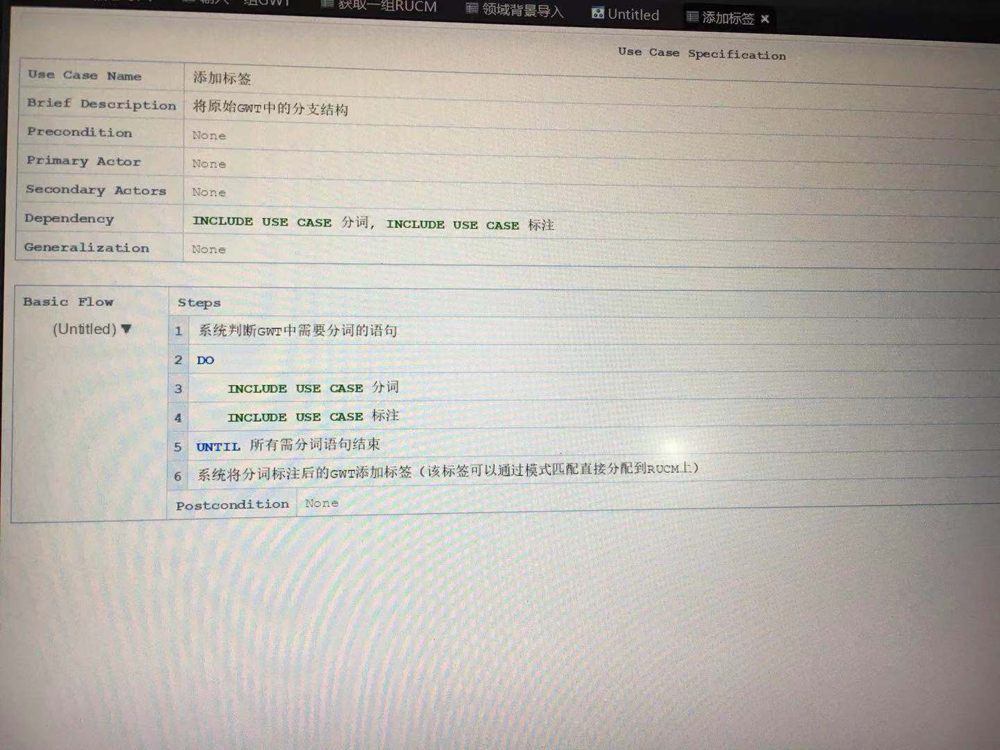 获取一组RUCM
领域背景导入
Untitled
添加标签 ×
Use Case Specification
Use Case Name 添加标签
Brief Description 将原始GWT中的分支结构
Precondition None
Primary Actor None
Secondary Actors None
Dependency INCLUDE USE CASE 分词, INCLUDE USE CASE 标注
Generalization None
Basic Flow Steps
(Untitled) ▼
1 系统判断GWT中需要分词的语句
2 DO
3 INCLUDE USE CASE 分词
4 INCLUDE USE CASE 标注
5 UNTIL 所有需分词语句结束
6 系统将分词标注后的GWT添加标签（该标签可以通过模式匹配直接分配到RUCM上）
Postcondition None